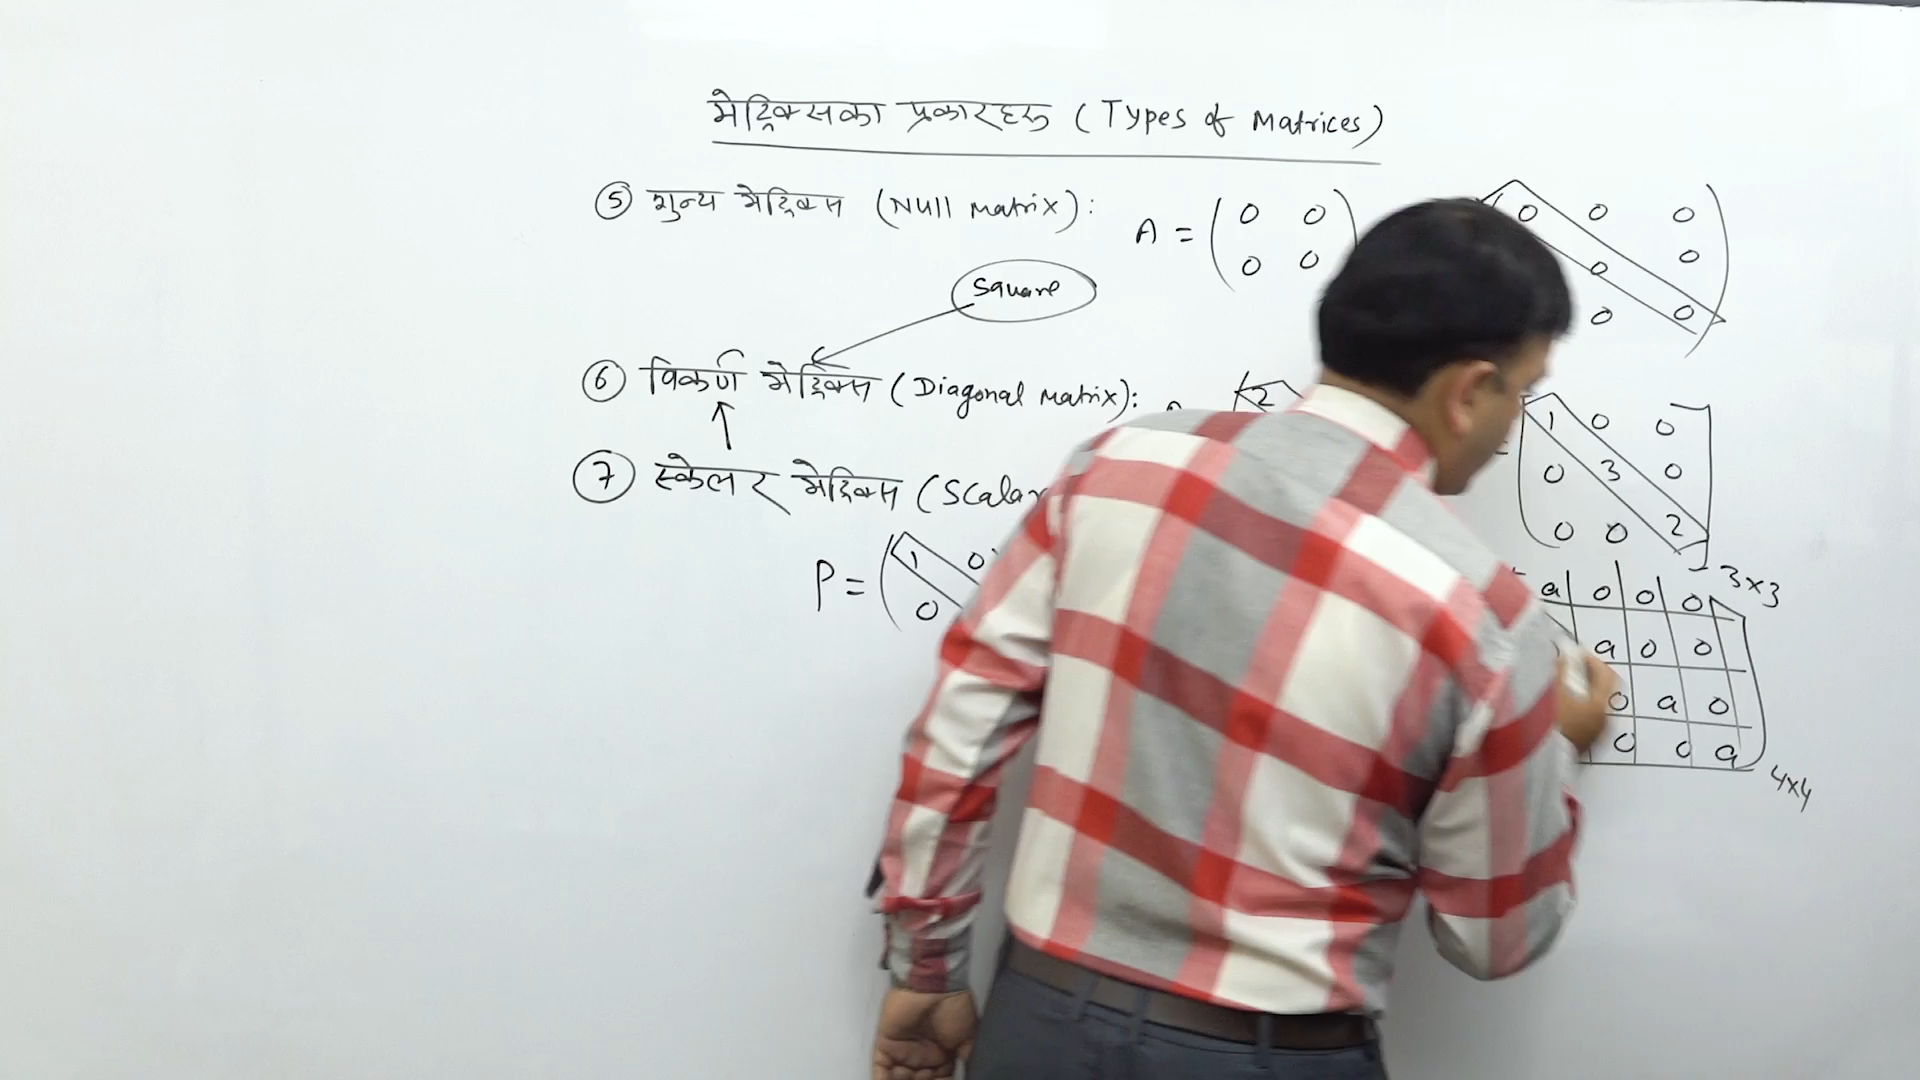 मेट्रिक्सका प्रकारहरु (Types of Matrices)
⑤ शुन्य मेट्रिक्स (Null matrix): A = ( 0 0 0 0 0
0 0 0 0
0 0
Square
⑥ विकर्ण मेट्रिक्स (Diagonal matrix): 2 1 0 0
0 3 0
0 0 2
3×3
⑦ स्केलर मेट्रिक्स (Scalar
P = ( 1 0
0
a 0 0 0
a 0 0
0 a 0
0 0 a
4×4